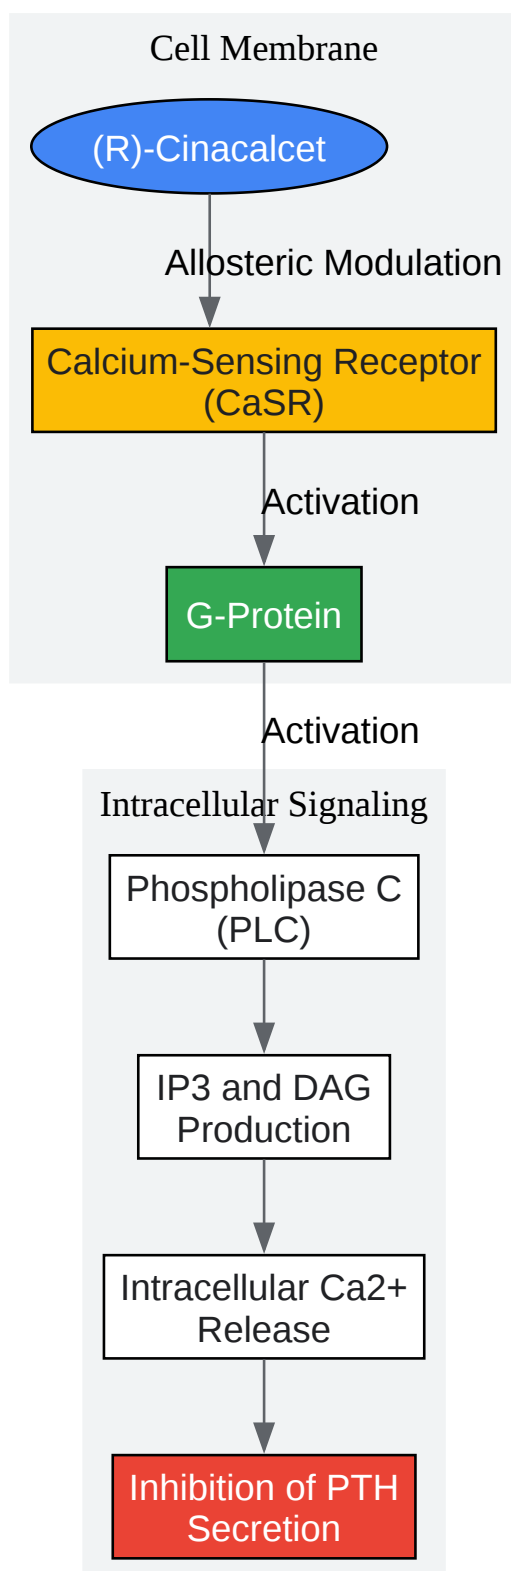 Cell Membrane
(R)-Cinacalcet
Allosteric Modulation
Calcium-Sensing Receptor
(CaSR)
Activation
G-Protein
Activation
Intracellular Signaling
Phospholipase C
(PLC)
IP3 and DAG
Production
Intracellular Ca2+
Release
Inhibition of PTH
Secretion